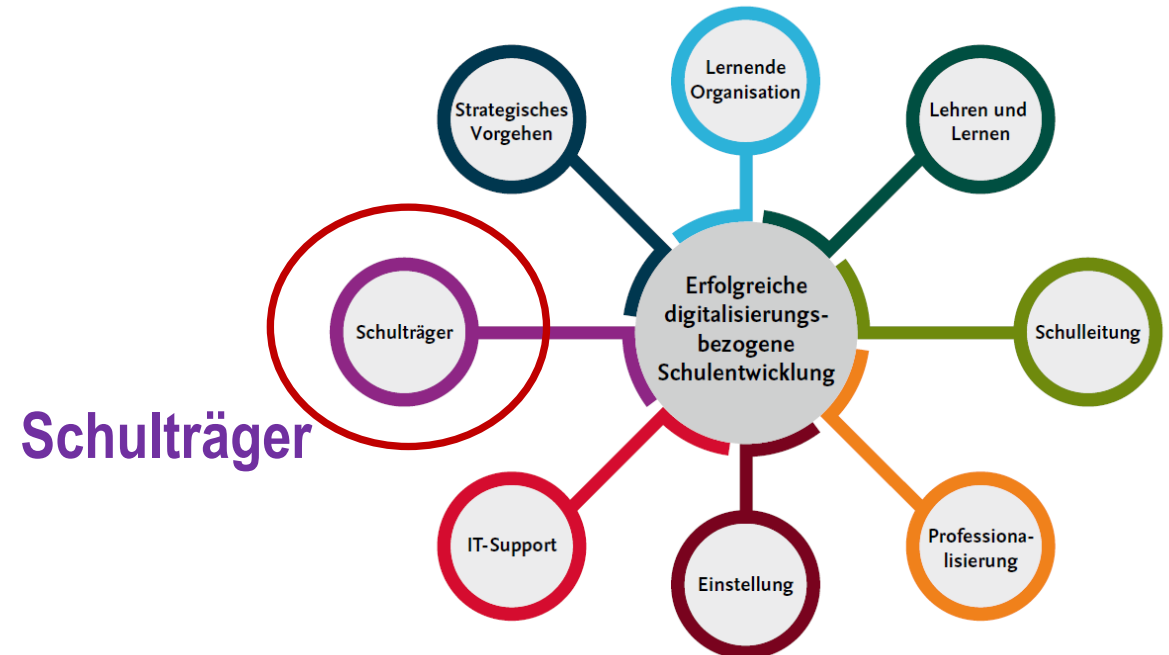 Lernende
Organisation
Strategisches
Vorgehen
Lehren und
Lernen
Schulträger
Erfolgreiche
digitalisierungs-
bezogene
Schulentwicklung
Schulleitung
Schulträger
IT-Support
Einstellung
Professiona-
lisierung